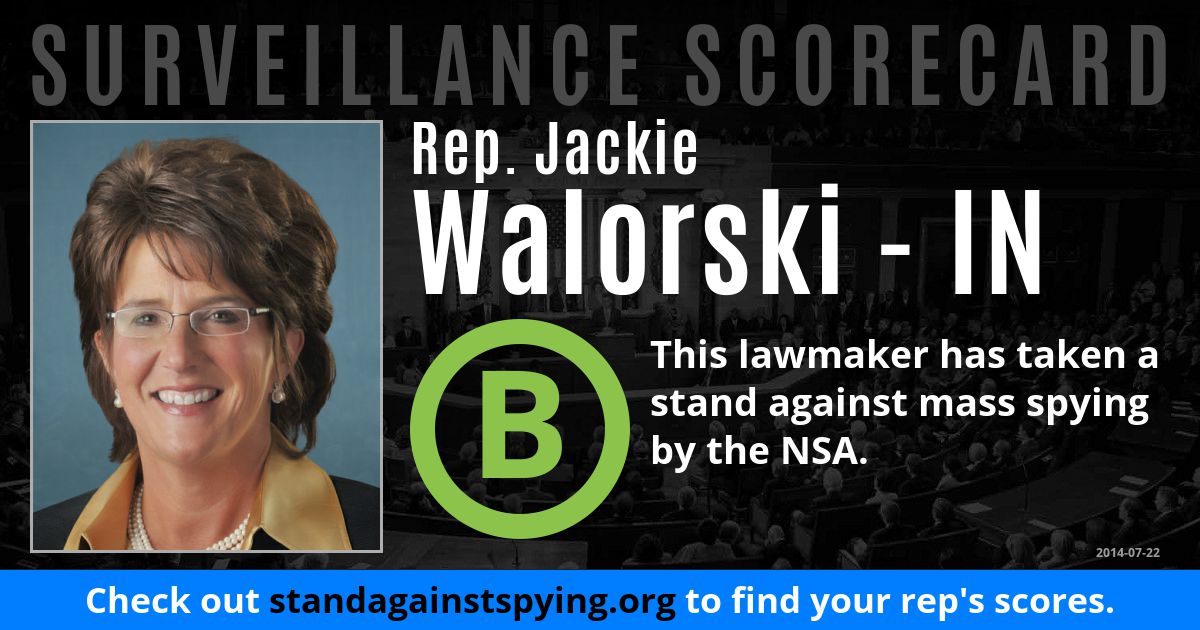 SURVEILLANCE SCORECARD
Rep. Jackie
Walorski - IN
B
This lawmaker has taken a
stand against mass spying
by the NSA.
2014-07-22
Check out standagainstspying.org to find your rep's scores.